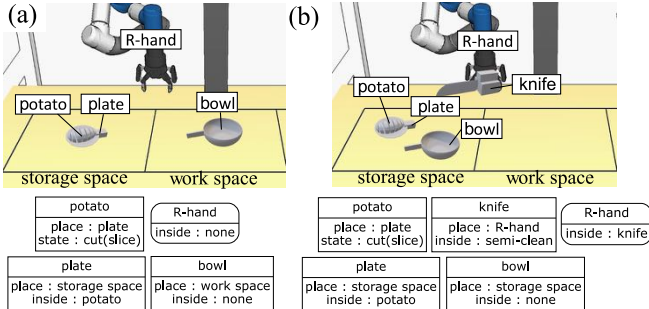 (a)
R-hand
potato
plate
bowl
storage space
work space
potato
place : plate
state : cut(slice)
R-hand
inside : none
plate
place : storage space
inside : potato
bowl
place : work space
inside : none
(b)
R-hand
knife
potato
plate
bowl
storage space
work space
potato
place : plate
state : cut(slice)
knife
place : R-hand
inside : semi-clean
R-hand
inside : knife
plate
place : storage space
inside : potato
bowl
place : storage space
inside : none